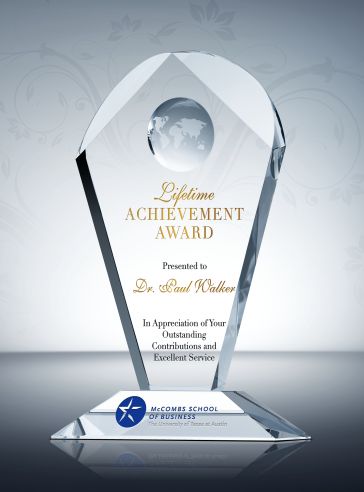 Lifetime
ACHIEVEMENT
AWARD
Presented to
Dr. Paul Walker
In Appreciation of Your
Outstanding
Contributions and
Excellent Service
McCOMBS SCHOOL
OF BUSINESS
The University of Texas at Austin